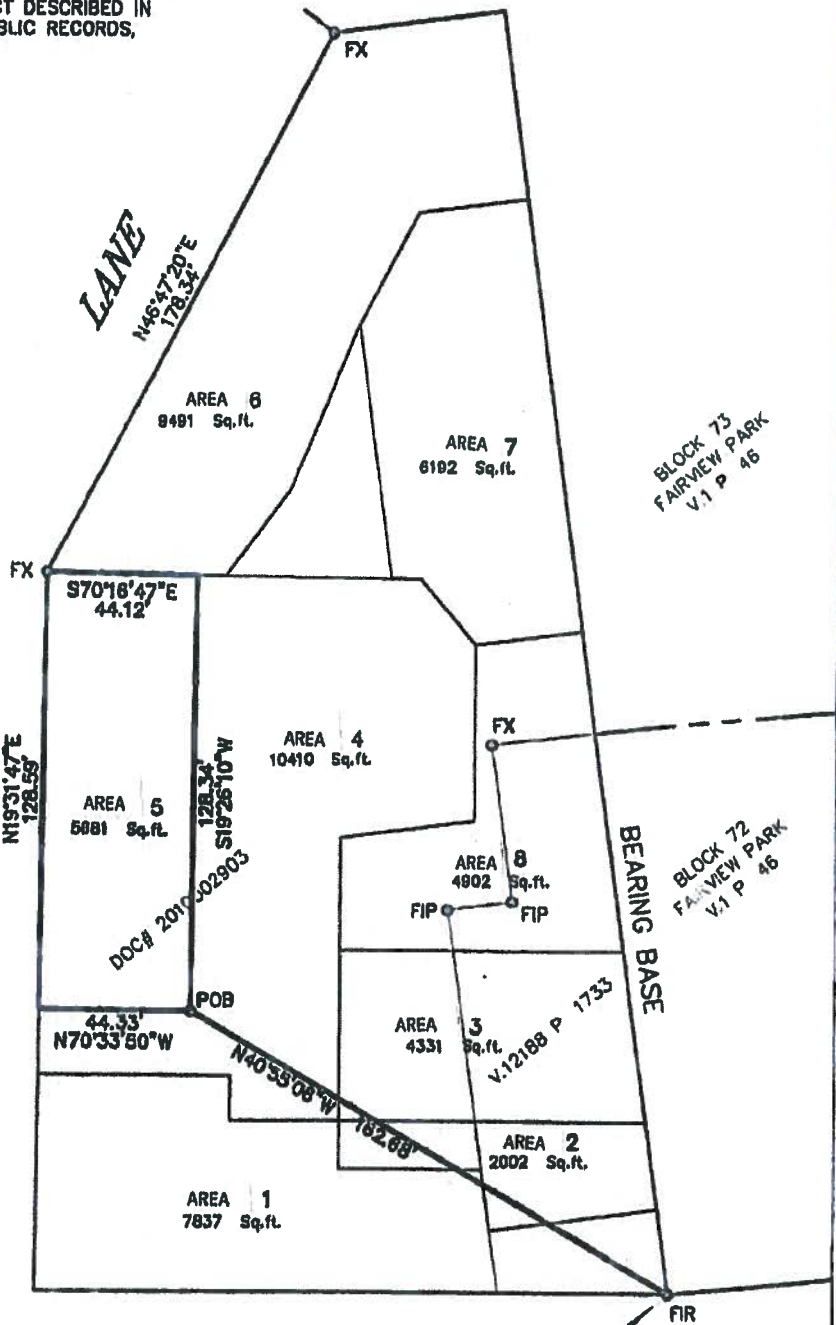 CT DESCRIBED IN
BLIC RECORDS,
FX
LANE
N46°47'20"E
178.34'
AREA 6
9491 Sq.ft.
AREA 7
6192 Sq.ft.
BLOCK 73
FAIRVIEW PARK
V.1 P 46
FX
S70°16'47"E
44.12'
N19°31'47"E
128.59'
AREA 5
5681 Sq.ft.
128.34'
S19°26'10"W
AREA 4
10410 Sq.ft.
FX
AREA 8
4902 Sq.ft.
FIP
FIP
BEARING BASE
BLOCK 72
FAIRVIEW PARK
V.1 P 46
DOC# 2010002903
POB
44.33'
N70°33'50"W
N40°55'08"W 182.68'
AREA 3
4331 Sq.ft.
V.12188 P 1733
AREA 2
2002 Sq.ft.
AREA 1
7837 Sq.ft.
FIR